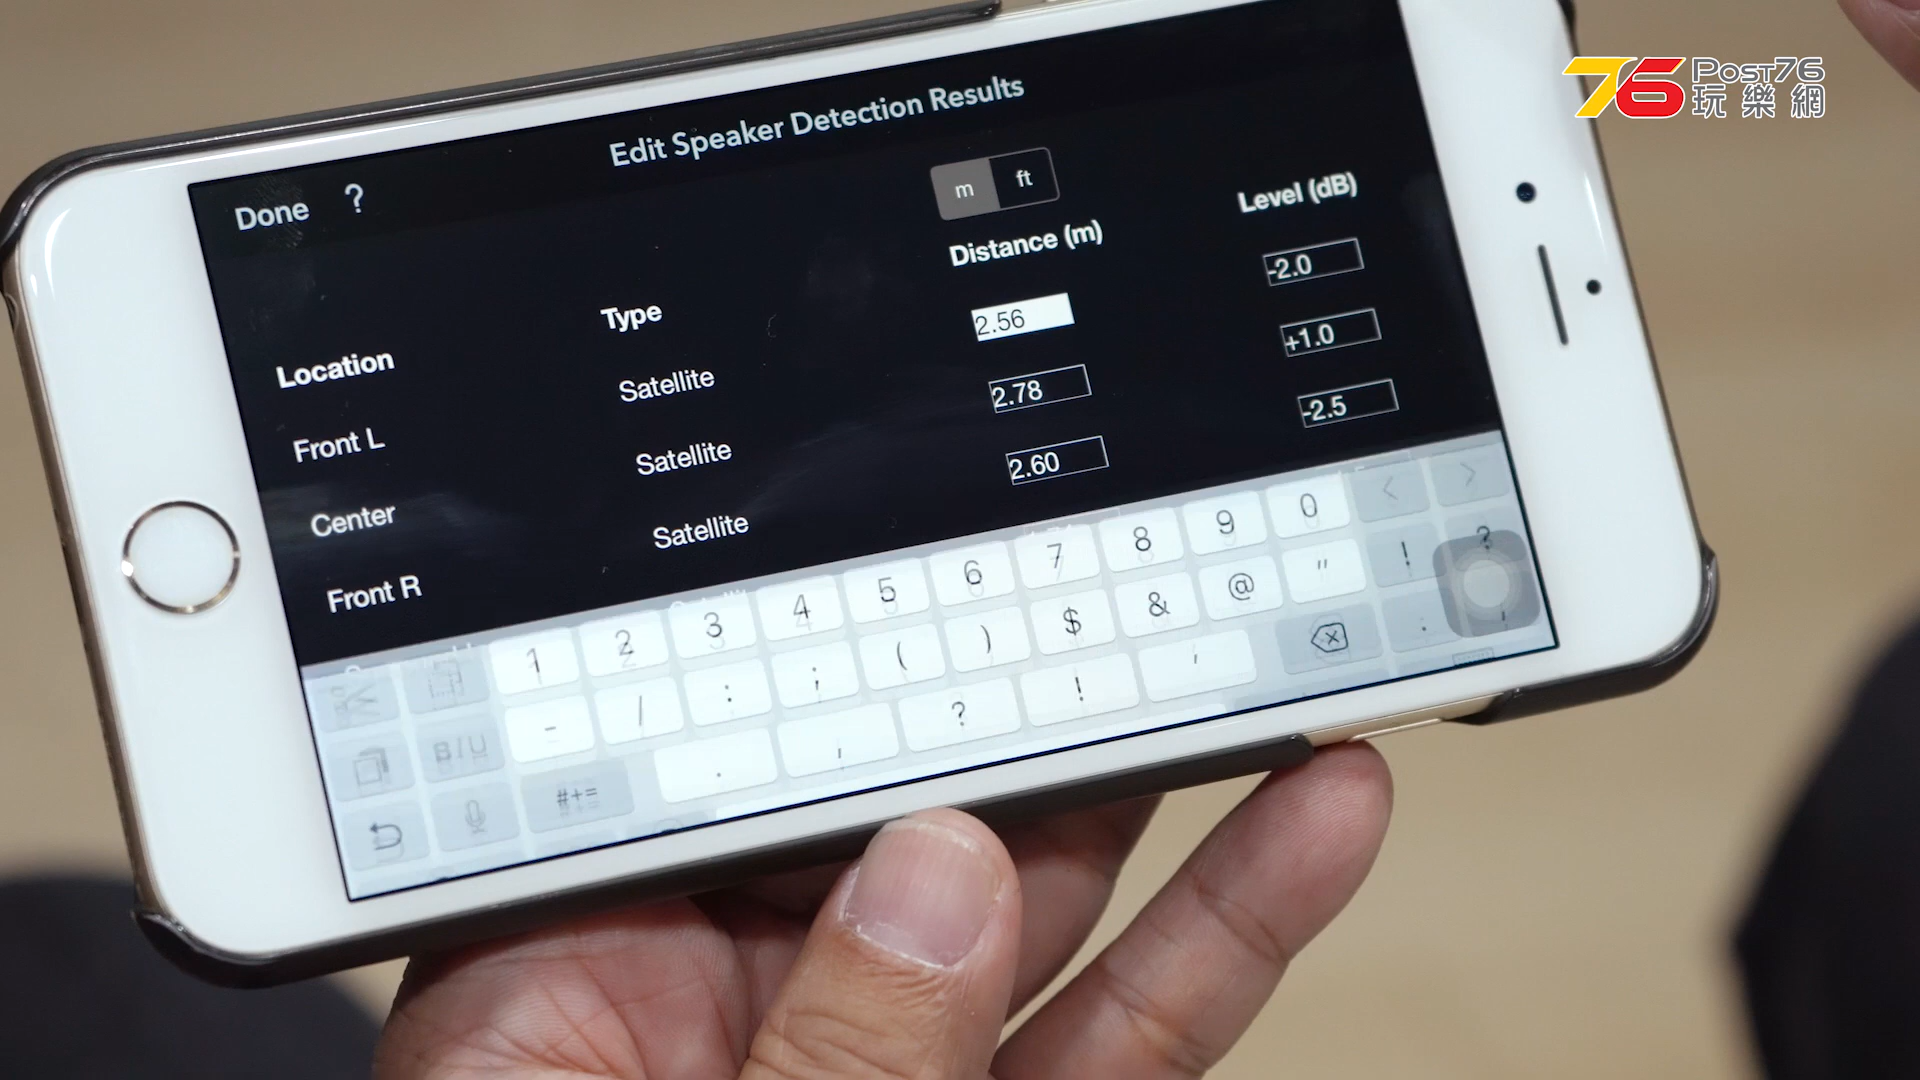 76 Post76
玩樂網
Edit Speaker Detection Results
Done ?
m ft
Location Type Distance (m) Level (dB)
Front L Satellite 2.56 -2.0
Center Satellite 2.78 +1.0
Front R Satellite 2.60 -2.5
1 2 3 4 5 6 7 8 9 0 < >
B I U - / : ; ( ) $ & @ " ! ?
#+= . , ? ! ' . ,